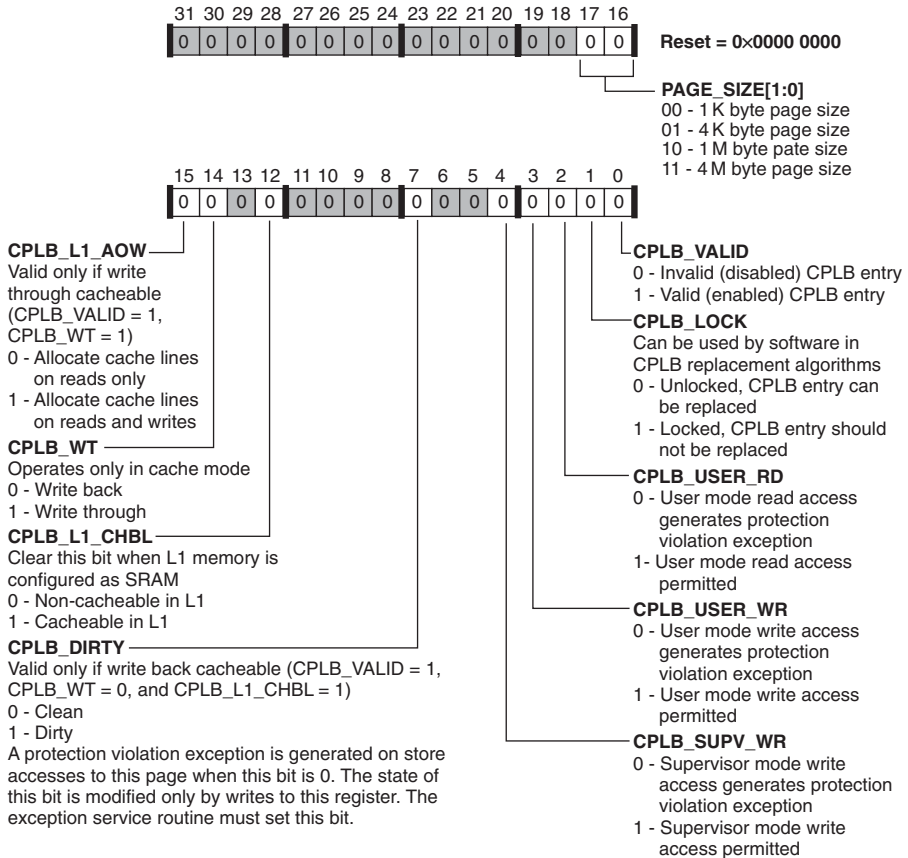 31 30 29 28 27 26 25 24 23 22 21 20 19 18 17 16
0 0 0 0 0 0 0 0 0 0 0 0 0 0 0 0
Reset = 0×0000 0000
PAGE_SIZE[1:0]
00 - 1 K byte page size
01 - 4 K byte page size
10 - 1 M byte pate size
11 - 4 M byte page size
15 14 13 12 11 10 9 8 7 6 5 4 3 2 1 0
0 0 0 0 0 0 0 0 0 0 0 0 0 0 0 0
CPLB_L1_AOW
Valid only if write
through cacheable
(CPLB_VALID = 1,
CPLB_WT = 1)
0 - Allocate cache lines
on reads only
1 - Allocate cache lines
on reads and writes
CPLB_WT
Operates only in cache mode
0 - Write back
1 - Write through
CPLB_L1_CHBL
Clear this bit when L1 memory is
configured as SRAM
0 - Non-cacheable in L1
1 - Cacheable in L1
CPLB_DIRTY
Valid only if write back cacheable (CPLB_VALID = 1,
CPLB_WT = 0, and CPLB_L1_CHBL = 1)
0 - Clean
1 - Dirty
A protection violation exception is generated on store
accesses to this page when this bit is 0. The state of
this bit is modified only by writes to this register. The
exception service routine must set this bit.
CPLB_VALID
0 - Invalid (disabled) CPLB entry
1 - Valid (enabled) CPLB entry
CPLB_LOCK
Can be used by software in
CPLB replacement algorithms
0 - Unlocked, CPLB entry can
be replaced
1 - Locked, CPLB entry should
not be replaced
CPLB_USER_RD
0 - User mode read access
generates protection
violation exception
1- User mode read access
permitted
CPLB_USER_WR
0 - User mode write access
generates protection
violation exception
1 - User mode write access
permitted
CPLB_SUPV_WR
0 - Supervisor mode write
access generates protection
violation exception
1 - Supervisor mode write
access permitted